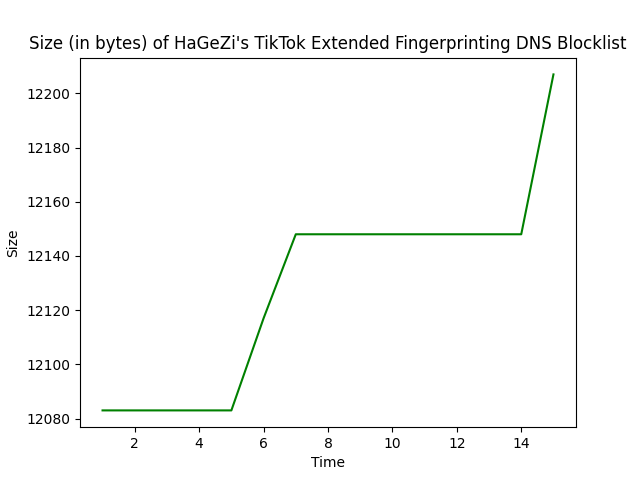 Size (in bytes) of HaGeZi's TikTok Extended Fingerprinting DNS Blocklist
12200
12180
12160
12140
12120
12100
12080
Size
2 4 6 8 10 12 14
Time